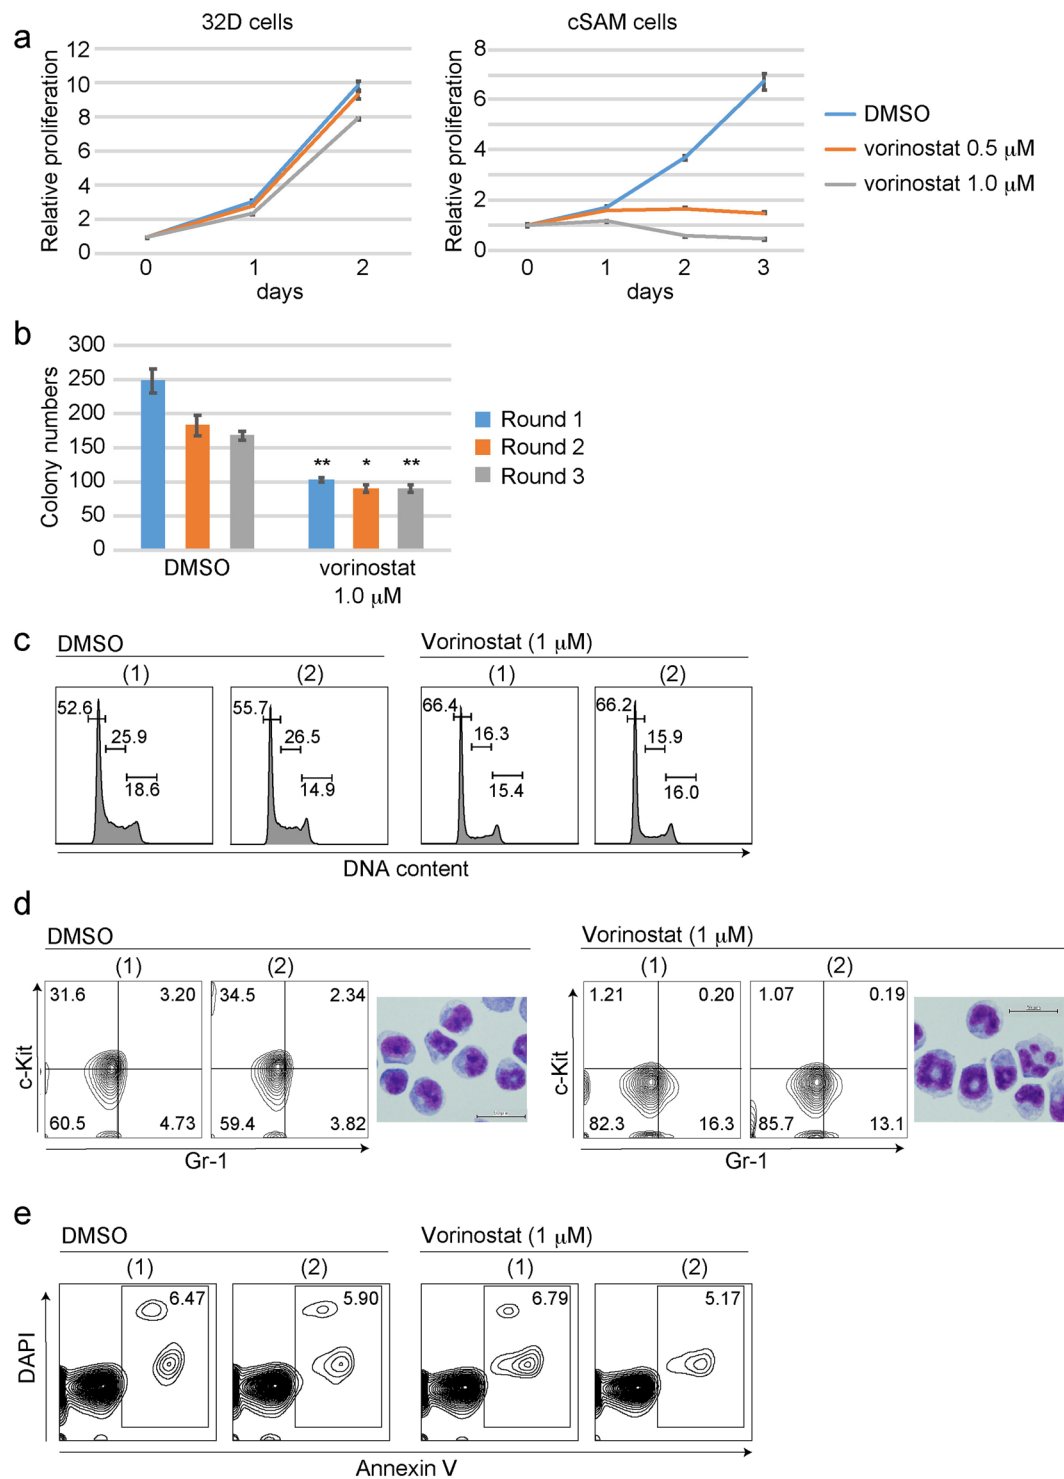 a
32D cells
cSAM cells
Relative proliferation
12
10
8
6
4
2
0
0 1 2
days
Relative proliferation
8
6
4
2
0
0 1 2 3
days
DMSO
vorinostat 0.5 µM
vorinostat 1.0 µM
b
Colony numbers
300
250
200
150
100
50
0
** * **
DMSO
vorinostat
1.0 µM
Round 1
Round 2
Round 3
c
DMSO
Vorinostat (1 µM)
(1) (2) (1) (2)
52.6
25.9
18.6
55.7
26.5
14.9
66.4
16.3
15.4
66.2
15.9
16.0
DNA content
d
DMSO
Vorinostat (1 µM)
(1) (2) (1) (2)
c-Kit
31.6 3.20
60.5 4.73
34.5 2.34
59.4 3.82
Gr-1
c-Kit
1.21 0.20
82.3 16.3
1.07 0.19
85.7 13.1
Gr-1
e
DMSO
Vorinostat (1 µM)
(1) (2) (1) (2)
DAPI
6.47
5.90
6.79
5.17
Annexin V